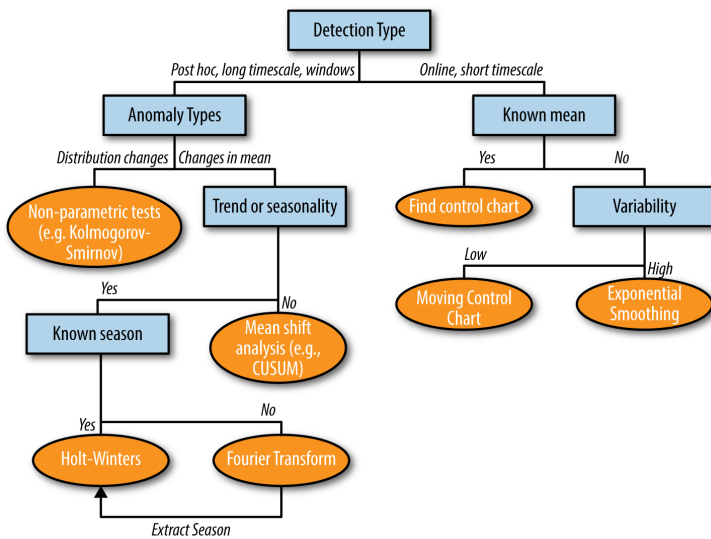 Detection Type
Post hoc, long timescale, windows
Online, short timescale
Anomaly Types
Known mean
Distribution changes
Changes in mean
Yes
No
Non-parametric tests
(e.g. Kolmogorov-
Smirnov)
Trend or seasonality
Find control chart
Variability
Low
High
Yes
No
Moving Control
Chart
Exponential
Smoothing
Known season
Mean shift
analysis (e.g.,
CUSUM)
Yes
No
Holt-Winters
Fourier Transform
Extract Season